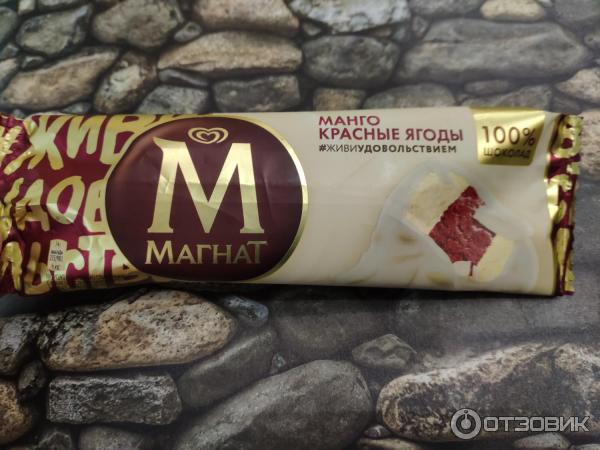 МАНГО
КРАСНЫЕ ЯГОДЫ
#ЖИВИУДОВОЛЬСТВИЕМ
100%
ШОКОЛАД
M
МАГНАТ
ОТЗОВИК